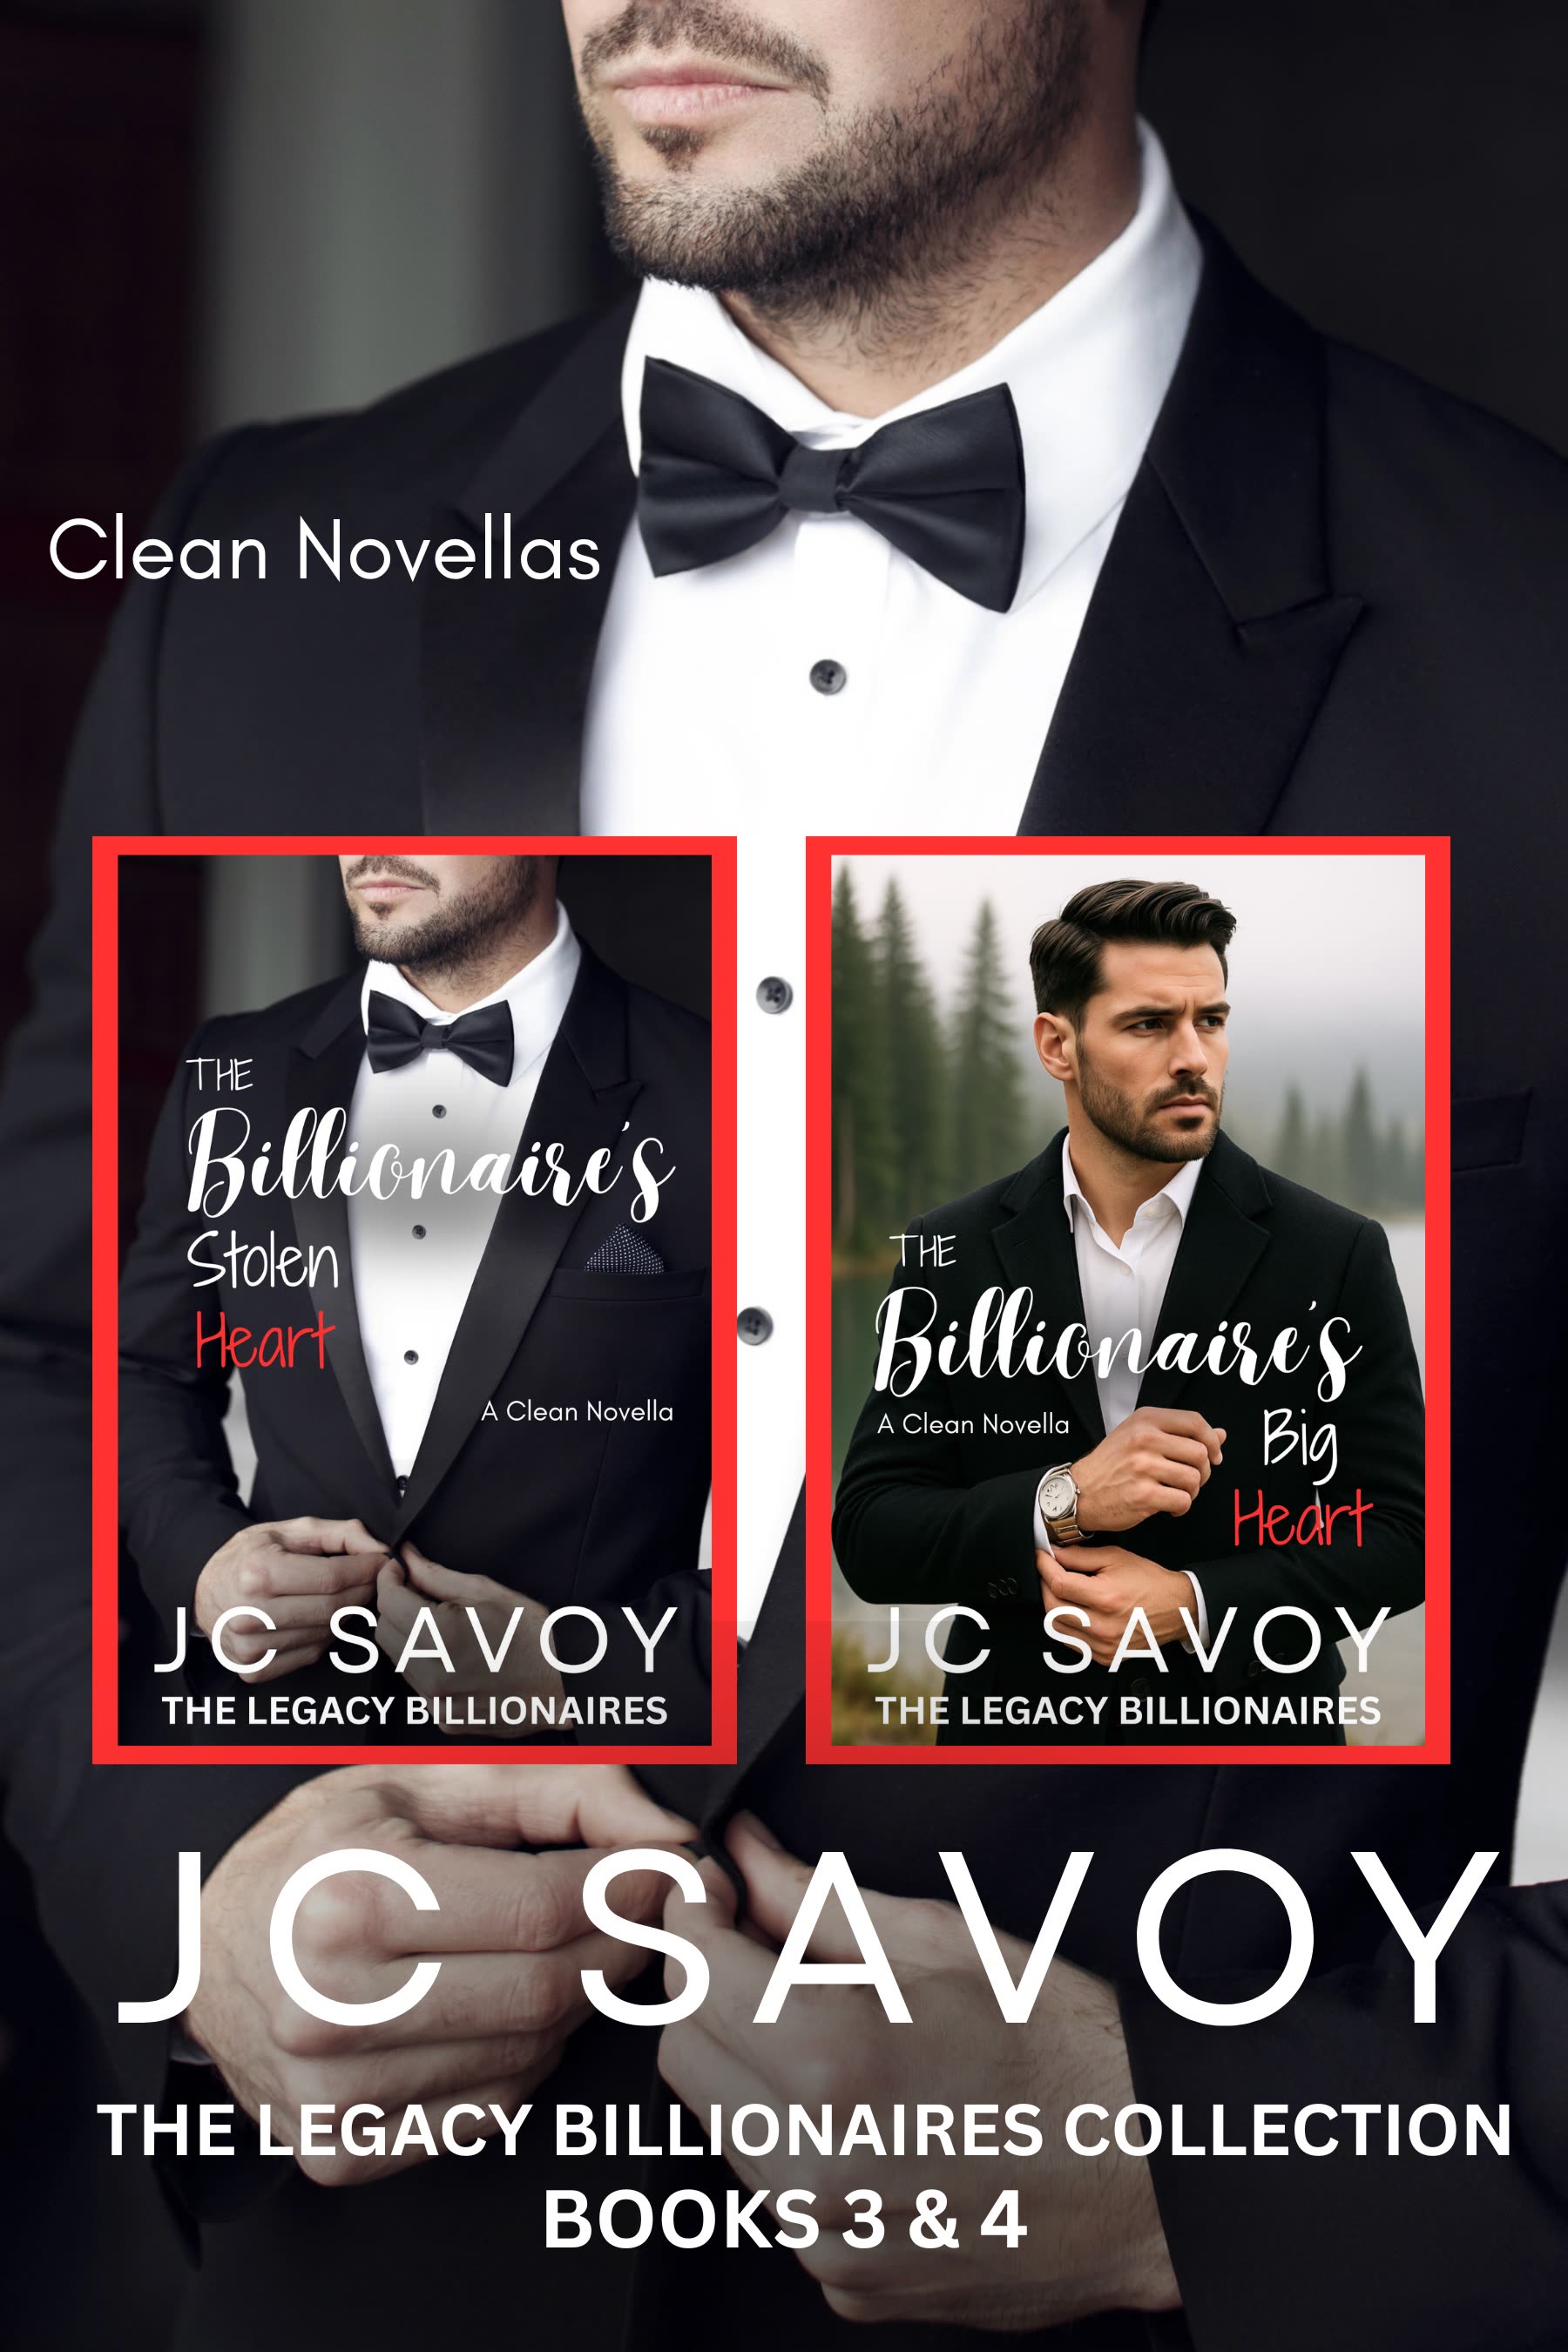 Clean Novellas
THE
Billionaire's
Stolen
Heart
A Clean Novella
JC SAVOY
THE LEGACY BILLIONAIRES
THE
Billionaire's
A Clean Novella
Big
Heart
JC SAVOY
THE LEGACY BILLIONAIRES
JC SAVOY
THE LEGACY BILLIONAIRES COLLECTION
BOOKS 3 & 4